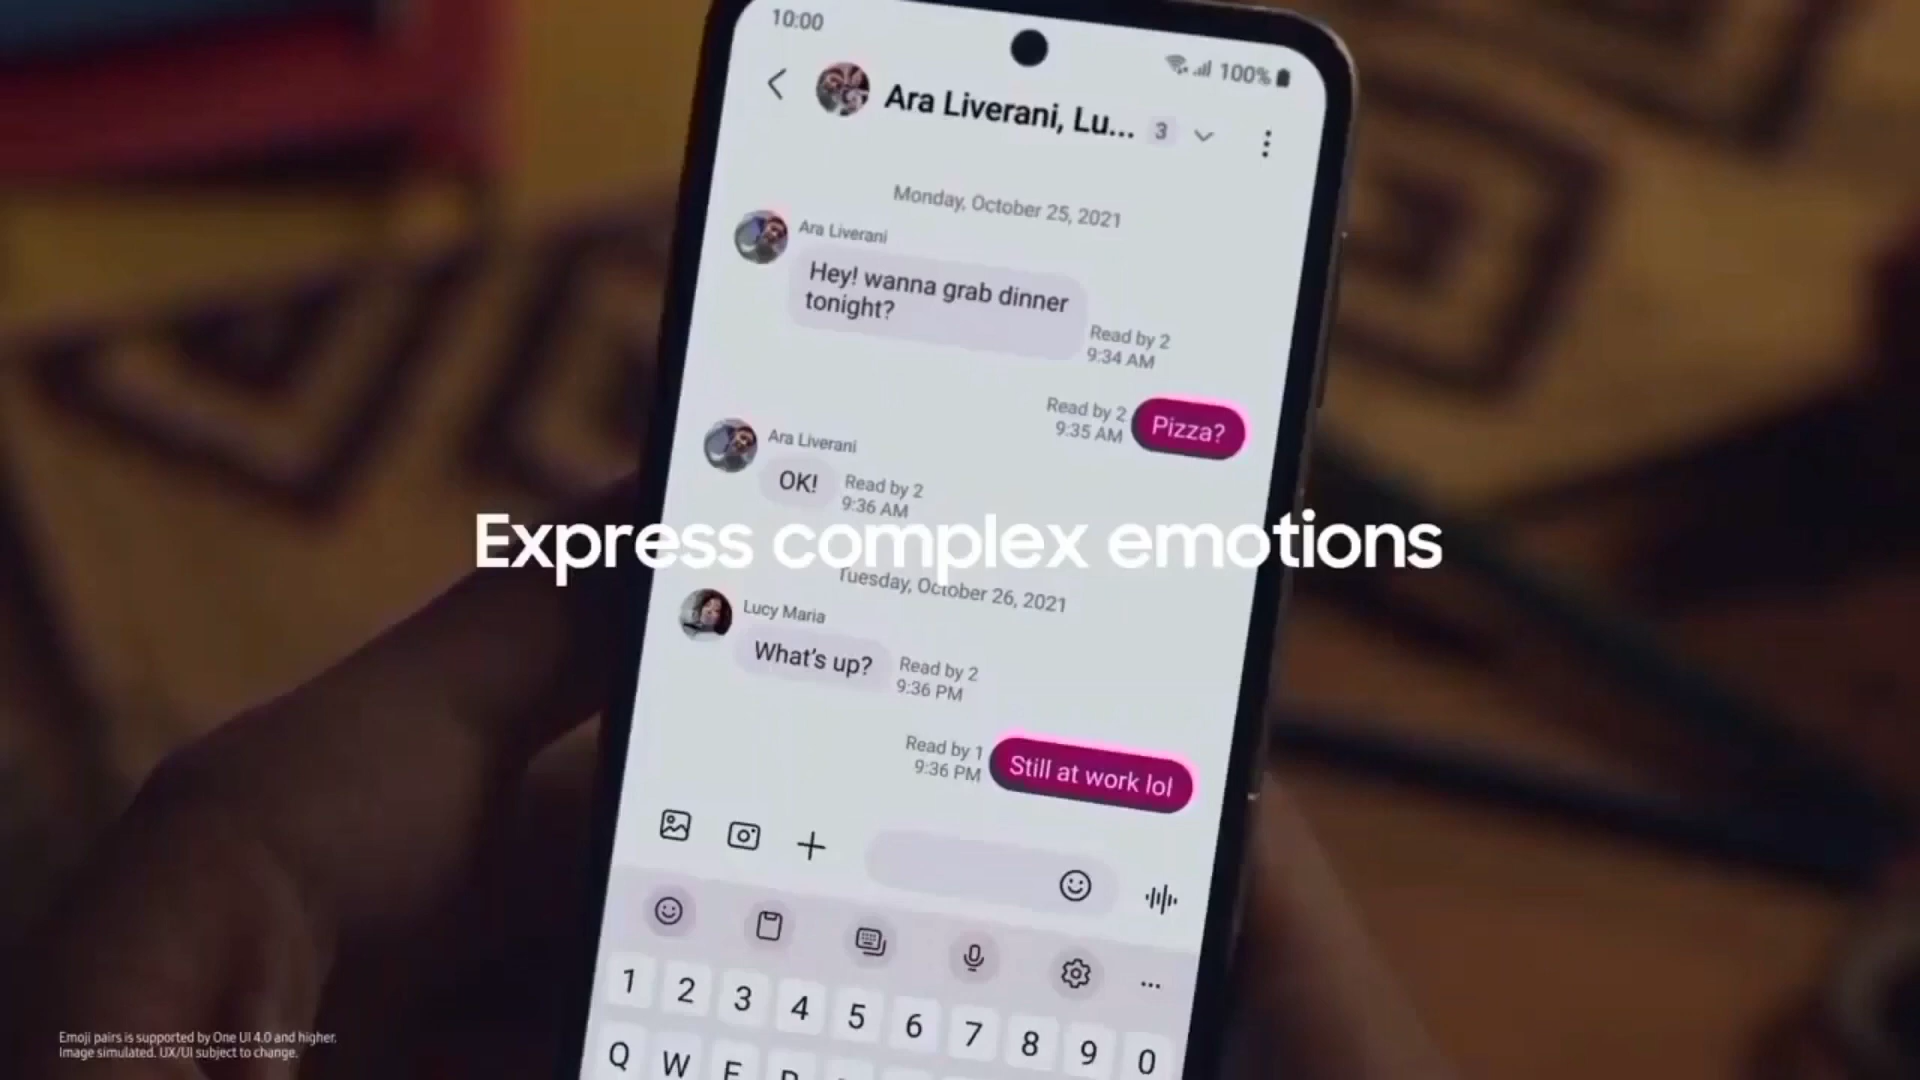 10:00
100%
Ara Liverani, Lu... 3
Monday, October 25, 2021
Ara Liverani
Hey! wanna grab dinner
tonight?
Read by 2
9:34 AM
Read by 2
9:35 AM
Pizza?
Ara Liverani
OK!
Read by 2
9:36 AM
Express complex emotions
Tuesday, October 26, 2021
Lucy Maria
What's up?
Read by 2
9:36 PM
Read by 1
9:36 PM
Still at work lol
1 2 3 4 5 6 7 8 9 0
Q W E
Emoji pairs is supported by One UI 4.0 and higher.
Image simulated. UX/UI subject to change.